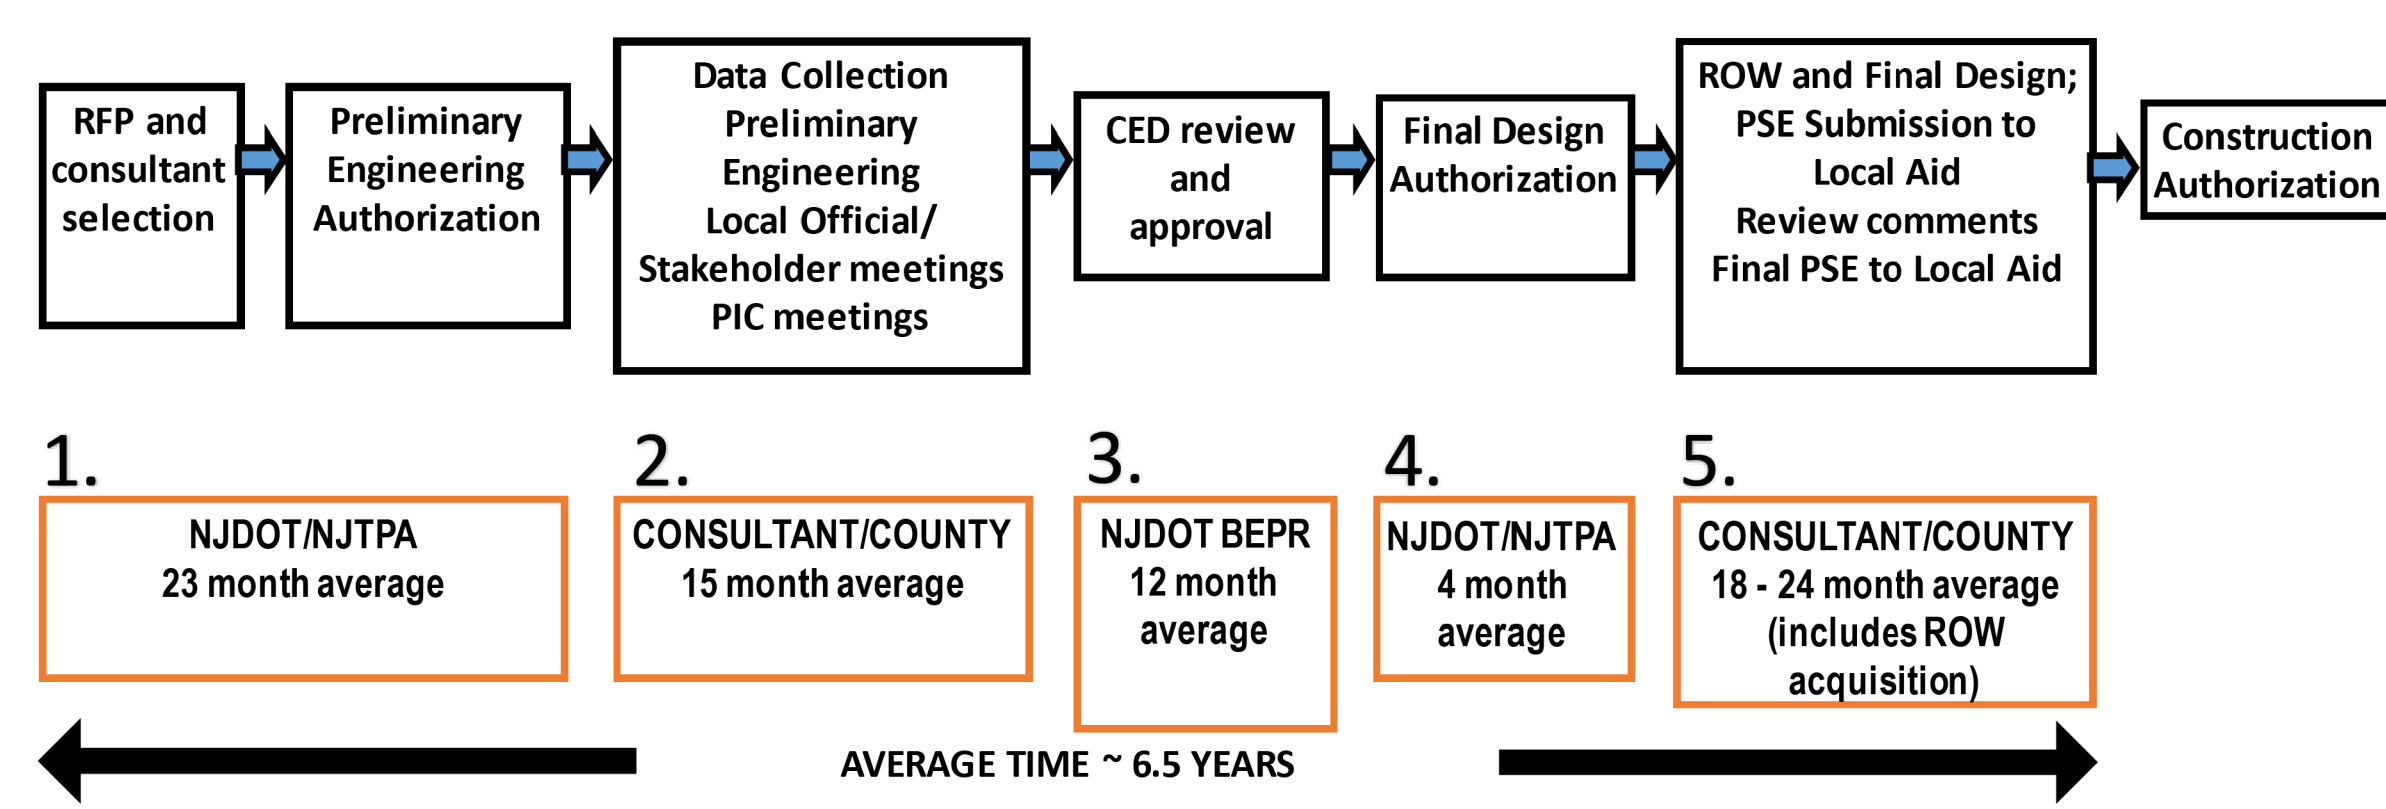 RFP and
consultant
selection
Preliminary
Engineering
Authorization
Data Collection
Preliminary
Engineering
Local Official/
Stakeholder meetings
PIC meetings
CED review
and
approval
Final Design
Authorization
ROW and Final Design;
PSE Submission to
Local Aid
Review comments
Final PSE to Local Aid
Construction
Authorization
1.
NJDOT/NJTPA
23 month average
2.
CONSULTANT/COUNTY
15 month average
3.
NJDOT BEPR
12 month
average
4.
NJDOT/NJTPA
4 month
average
5.
CONSULTANT/COUNTY
18 - 24 month average
(includes ROW
acquisition)
AVERAGE TIME ~ 6.5 YEARS